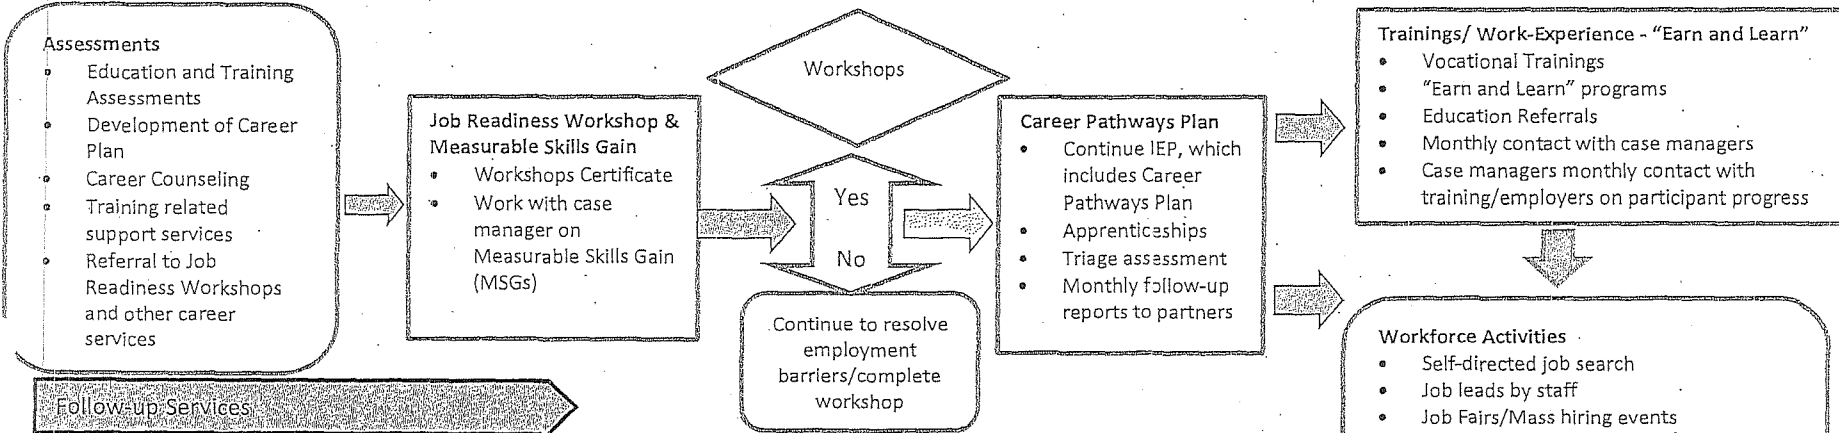 Assessments
• Education and Training
Assessments
• Development of Career
Plan
• Career Counseling
• Training related
support services
• Referral to Job
Readiness Workshops
and other career
services
Follow-up Services
Job Readiness Workshop &
Measurable Skills Gain
• Workshops Certificate
• Work with case
manager on
Measurable Skills Gain
(MSGs)
Workshops
Yes
No
Continue to resolve
employment
barriers/complete
workshop
Career Pathways Plan
• Continue IEP, which
includes Career
Pathways Plan
• Apprenticeships
• Triage assessment
• Monthly follow-up
reports to partners
Trainings/ Work-Experience - “Earn and Learn”
• Vocational Trainings
• “Earn and Learn” programs
• Education Referrals
• Monthly contact with case managers
• Case managers monthly contact with
training/employers on participant progress
Workforce Activities
• Self-directed job search
• Job leads by staff
• Job Fairs/Mass hiring events